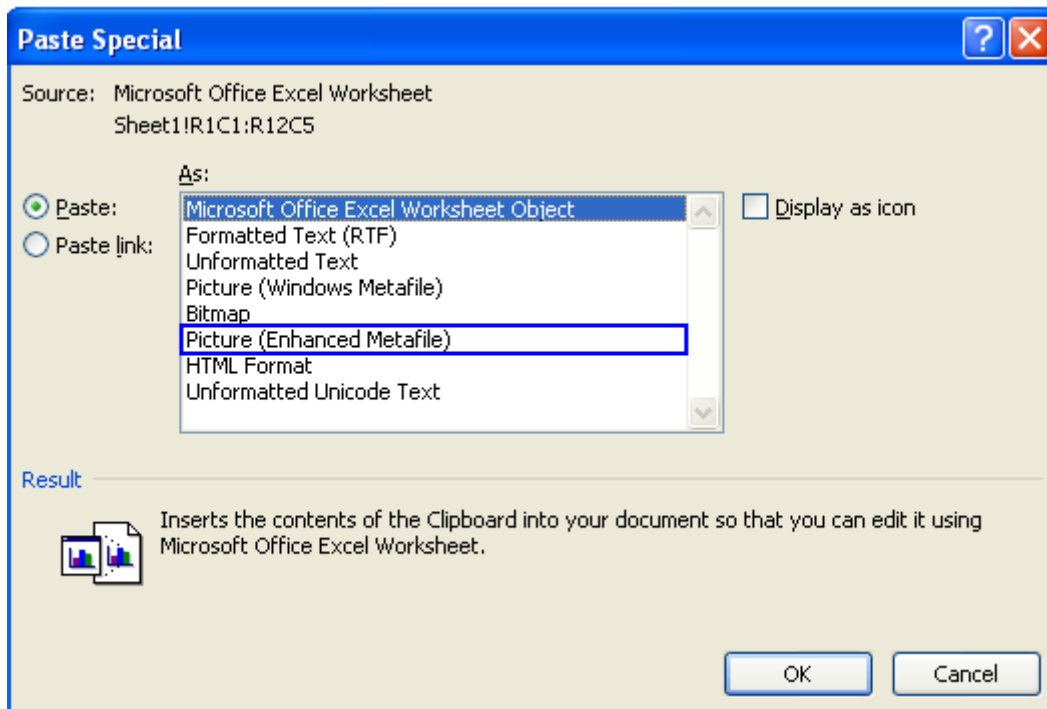 Paste Special
Source: Microsoft Office Excel Worksheet
Sheet1!R1C1:R12C5
As:
Paste:
Paste link:
Microsoft Office Excel Worksheet Object
Formatted Text (RTF)
Unformatted Text
Picture (Windows Metafile)
Bitmap
Picture (Enhanced Metafile)
HTML Format
Unformatted Unicode Text
Display as icon
Result
Inserts the contents of the Clipboard into your document so that you can edit it using
Microsoft Office Excel Worksheet.
OK
Cancel